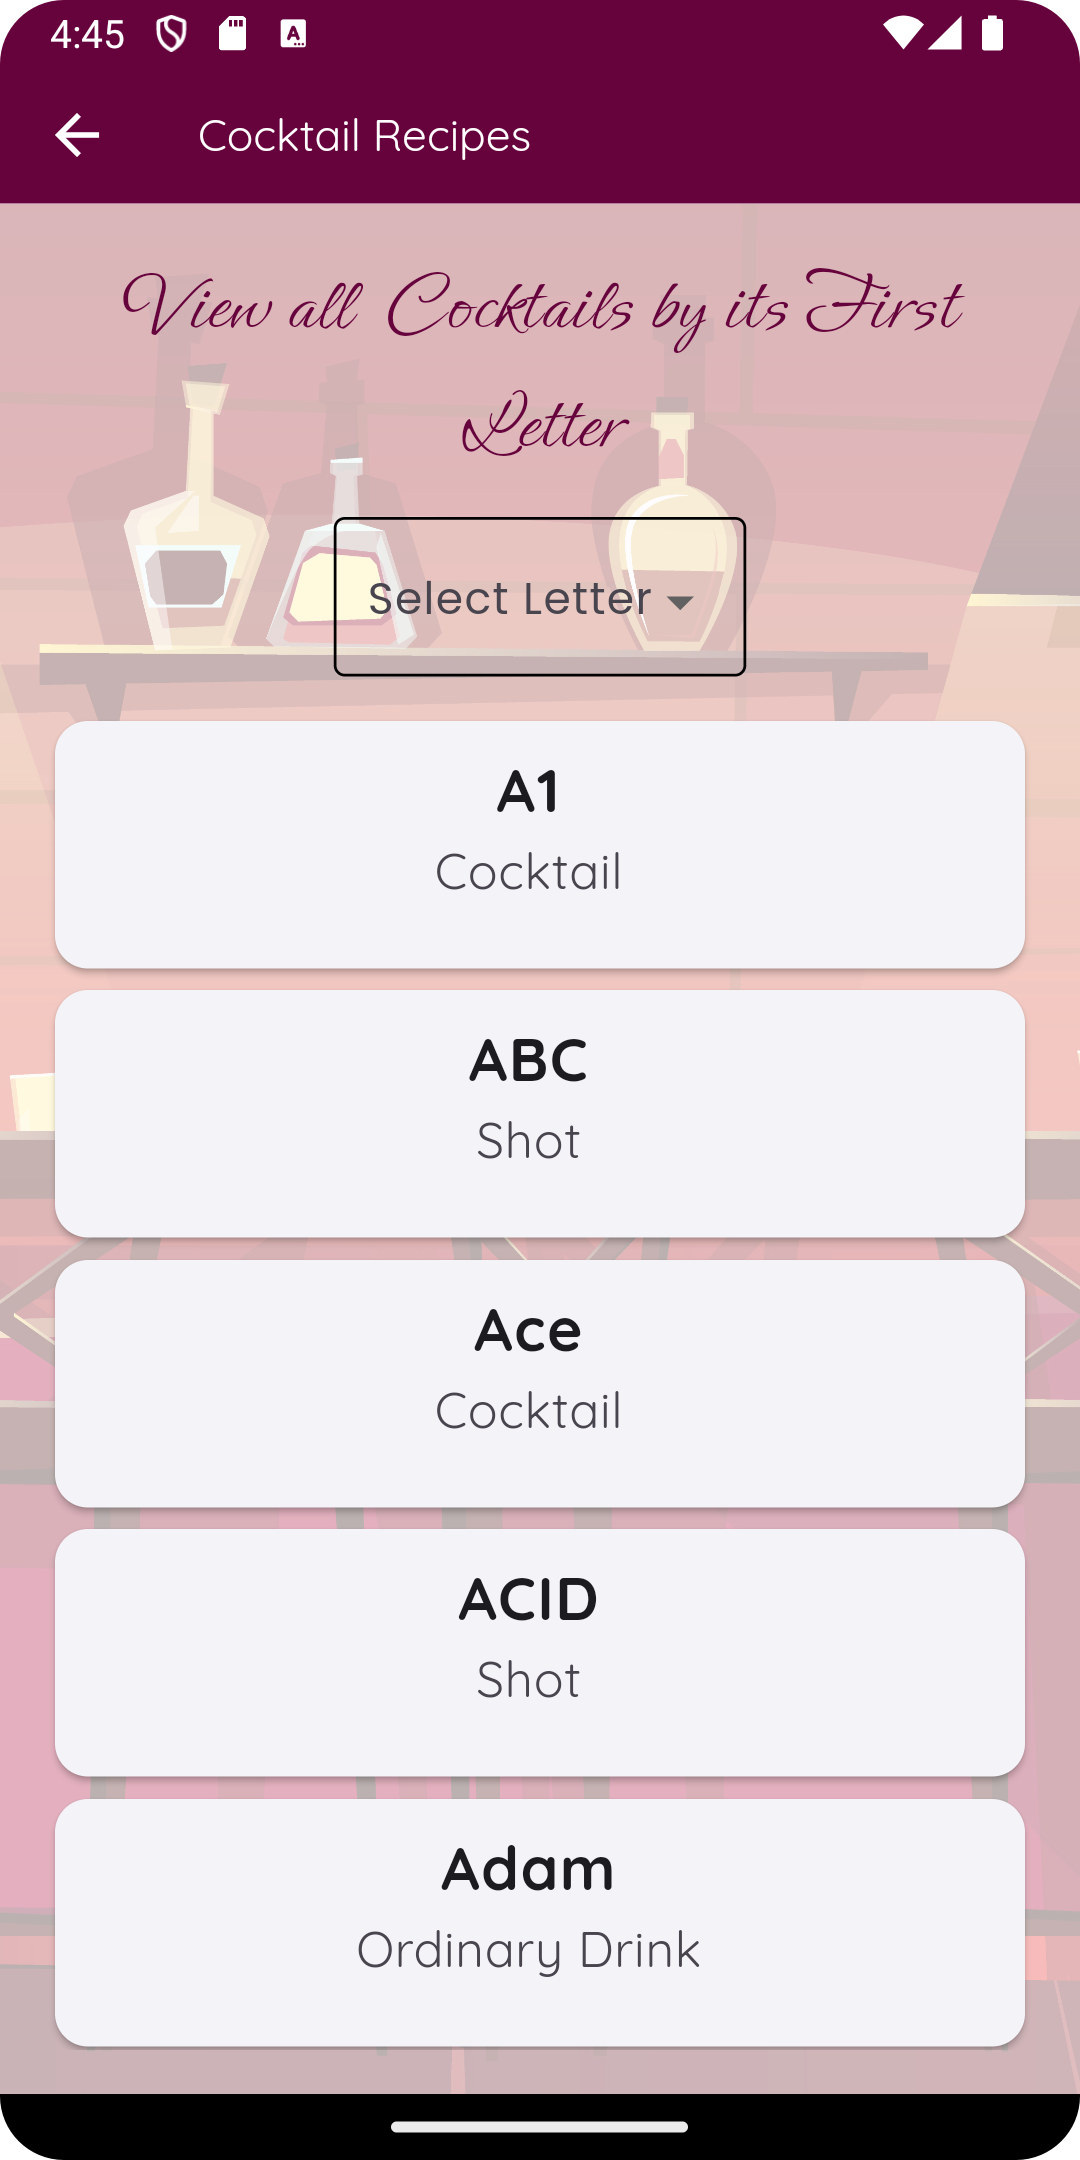 4:45
Cocktail Recipes
View all Cocktails by its First
Letter
Select Letter
A1
Cocktail
ABC
Shot
Ace
Cocktail
ACID
Shot
Adam
Ordinary Drink